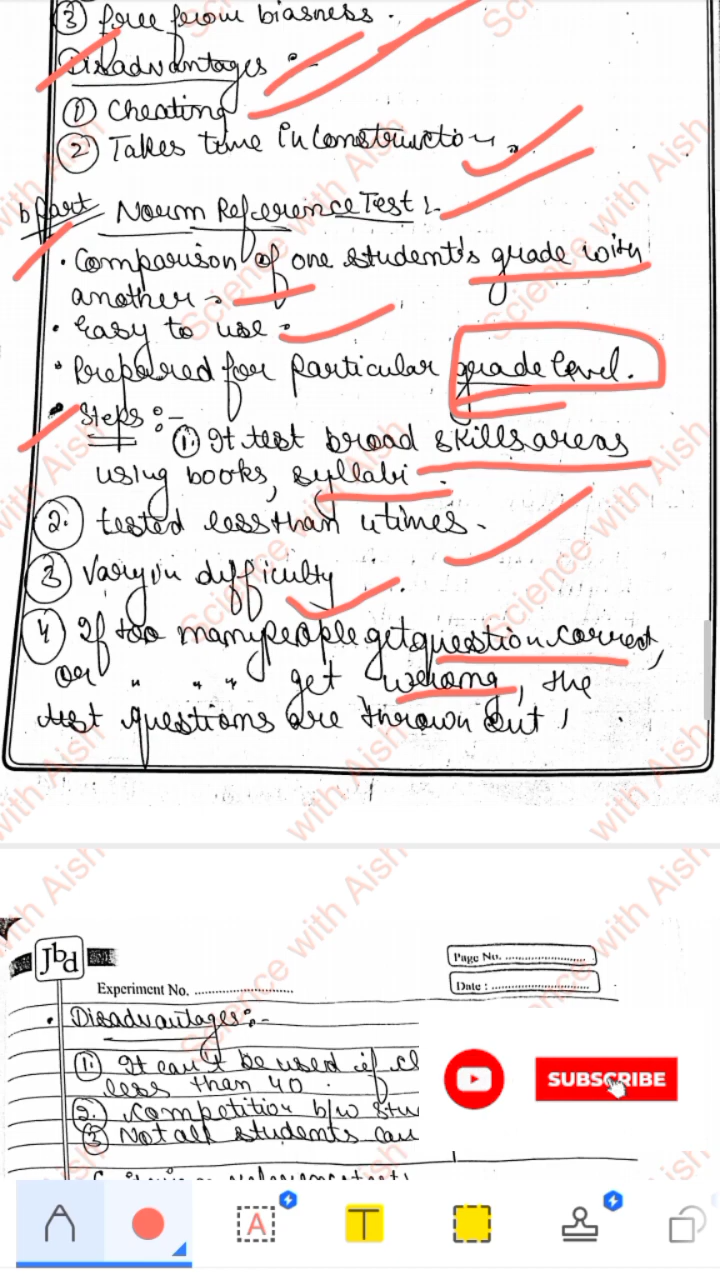 ③ free from biasness.
Disadvantages :-
① Cheating
② Takes time in Construction.
b Part Norm Reference Test :-
• Comparison of one student's grade with
another.
• Easy to use.
• Prepared for particular grade level.
• Steps :-
①. It test broad skills areas
using books, syllabi.
②. tested less than 4 times.
③ Vary in difficulty
④ If too many people get question correct,
or " " " get wrong, the
test questions are thrown out!
Jbd
Page No.
Experiment No.
Date :
• Disadvantages :-
①. It can't be used if cl
less than 40.
②. Competition b/w stu
③ Not all students can
SUBSCRIBE
Science with Aish
A
T